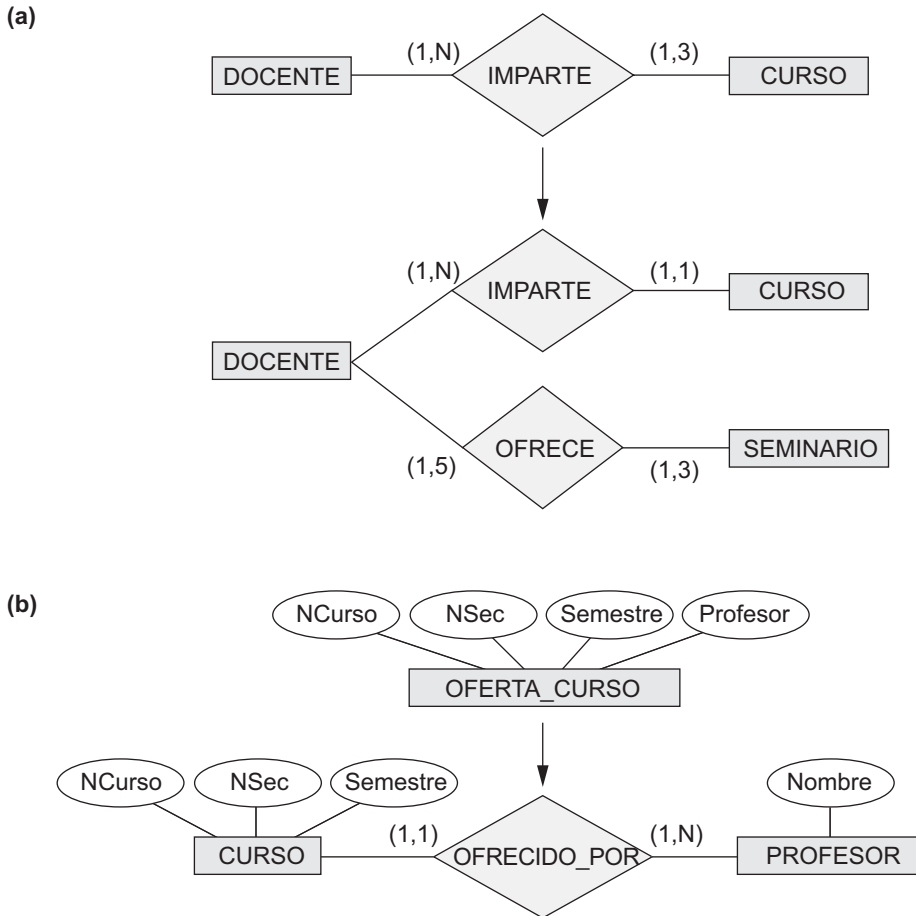 (a)
(1,N) (1,3)
DOCENTE IMPARTE CURSO
(1,N) (1,1)
IMPARTE CURSO
DOCENTE
OFRECE SEMINARIO
(1,5) (1,3)
(b)
NCurso NSec Semestre Profesor
OFERTA_CURSO
NCurso NSec Semestre Nombre
(1,1) (1,N)
CURSO OFRECIDO_POR PROFESOR